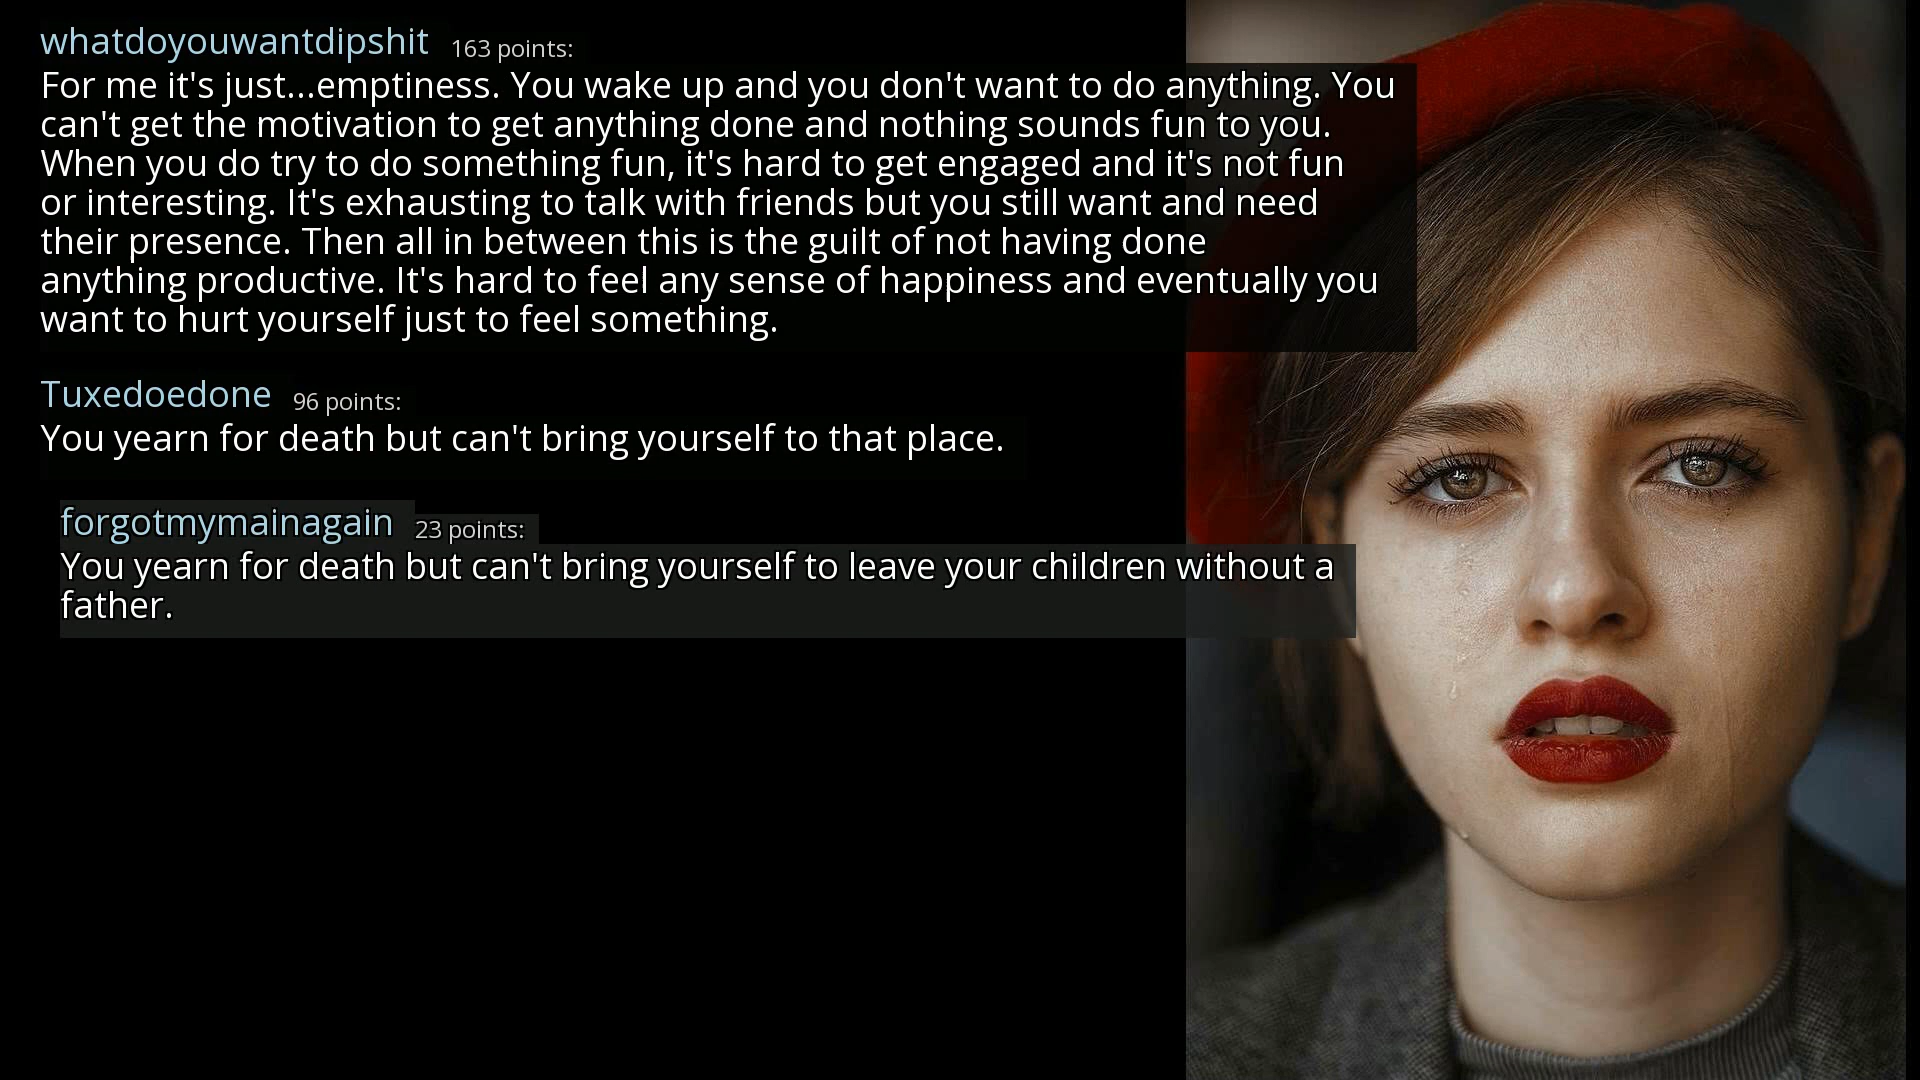 whatdoyouwantdipshit 163 points:
For me it's just...emptiness. You wake up and you don't want to do anything. You
can't get the motivation to get anything done and nothing sounds fun to you.
When you do try to do something fun, it's hard to get engaged and it's not fun
or interesting. It's exhausting to talk with friends but you still want and need
their presence. Then all in between this is the guilt of not having done
anything productive. It's hard to feel any sense of happiness and eventually you
want to hurt yourself just to feel something.
Tuxedoedone 96 points:
You yearn for death but can't bring yourself to that place.
forgotmymainagain 23 points:
You yearn for death but can't bring yourself to leave your children without a
father.